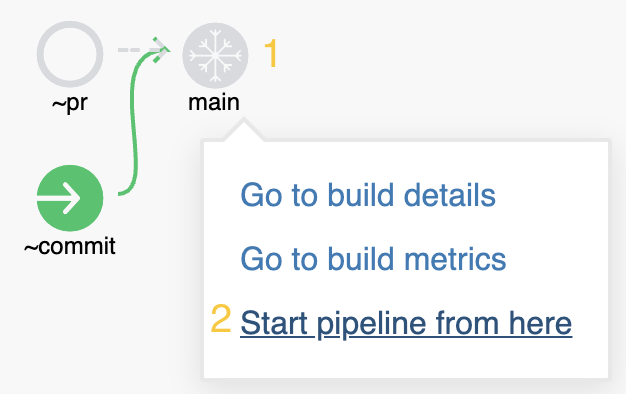 1
~pr
main
Go to build details
~commit
Go to build metrics
2 Start pipeline from here